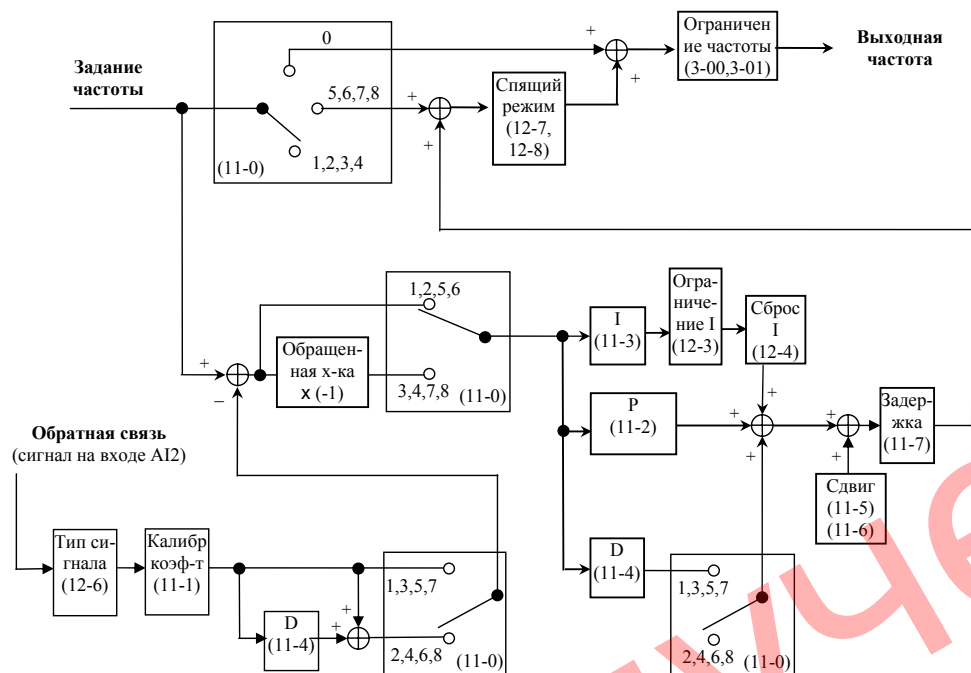 Задание
частоты
0
5,6,7,8
1,2,3,4
(11-0)
+
+
Спящий
режим
(12-7,
12-8)
+
+
Ограничен
ие частоты
(3-00,3-01)
Выходная
частота
1,2,5,6
3,4,7,8
(11-0)
+
−
Обращен-
ная х-ка
х (-1)
I
(11-3)
Огра-
ниче-
ние I
(12-3)
Сброс
I
(12-4)
P
(11-2)
+
+
+
+
+
Задер-
жка
(11-7)
Сдвиг
(11-5)
(11-6)
Обратная связь
(сигнал на входе AI2)
Тип си-
гнала
(12-6)
Калибр
коэф-т
(11-1)
D
(11-4)
+
+
1,3,5,7
2,4,6,8
(11-0)
D
(11-4)
1,3,5,7
2,4,6,8
(11-0)